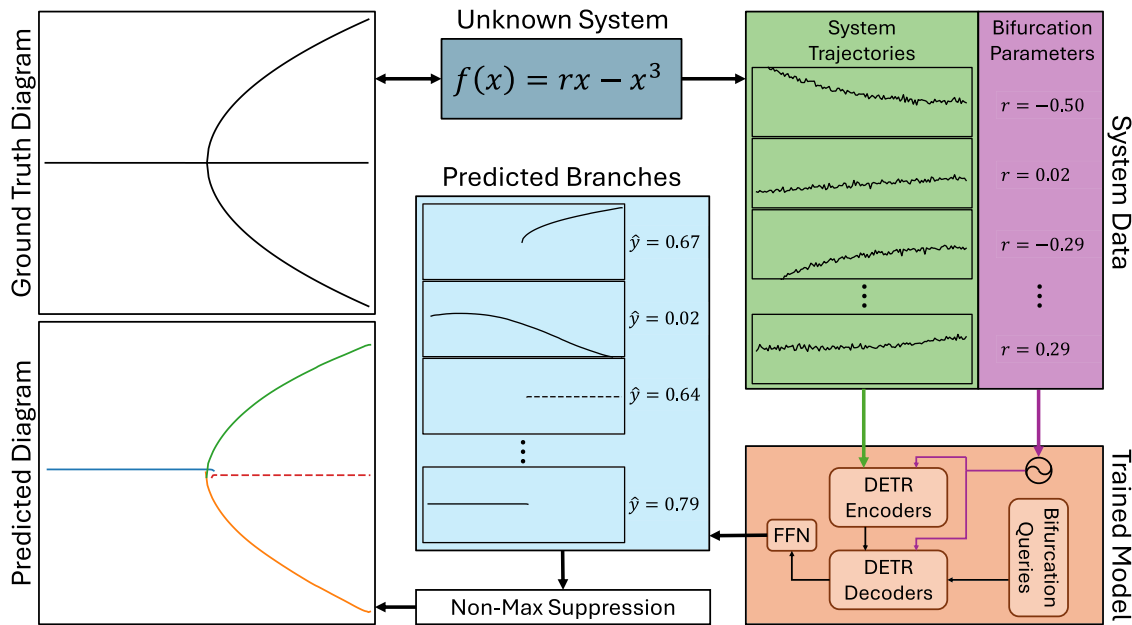 Ground Truth Diagram
Unknown System
f(x) = rx − x³
System
Trajectories
Bifurcation
Parameters
r = −0.50
r = 0.02
r = −0.29
r = 0.29
System Data
Predicted Branches
ŷ = 0.67
ŷ = 0.02
ŷ = 0.64
ŷ = 0.79
Predicted Diagram
Non-Max Suppression
FFN
DETR
Encoders
DETR
Decoders
Bifurcation
Queries
Trained Model